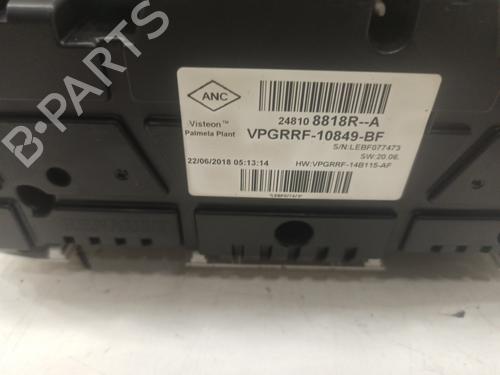 B-PARTS
ANC
Visteon™
Palmela Plant
24810 8818R--A
VPGRRF-10849-BF
S/N:LEBF077473
SW:20.06.
22/06/2018 05:13:14
HW:VPGRRF-14B115-AF